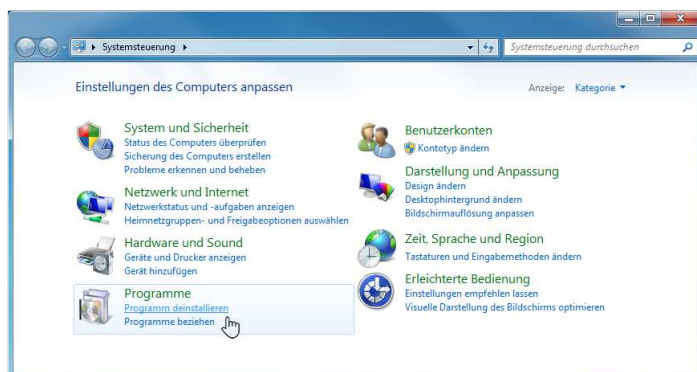 Systemsteuerung
Systemsteuerung durchsuchen
Einstellungen des Computers anpassen
Anzeige: Kategorie
System und Sicherheit
Status des Computers überprüfen
Sicherung des Computers erstellen
Probleme erkennen und beheben
Netzwerk und Internet
Netzwerkstatus und -aufgaben anzeigen
Heimnetzgruppen- und Freigabeoptionen auswählen
Hardware und Sound
Geräte und Drucker anzeigen
Gerät hinzufügen
Programme
Programm deinstallieren
Programme beziehen
Benutzerkonten
Kontotyp ändern
Darstellung und Anpassung
Design ändern
Desktophintergrund ändern
Bildschirmauflösung anpassen
Zeit, Sprache und Region
Tastaturen und Eingabemethoden ändern
Erleichterte Bedienung
Einstellungen empfehlen lassen
Visuelle Darstellung des Bildschirms optimieren